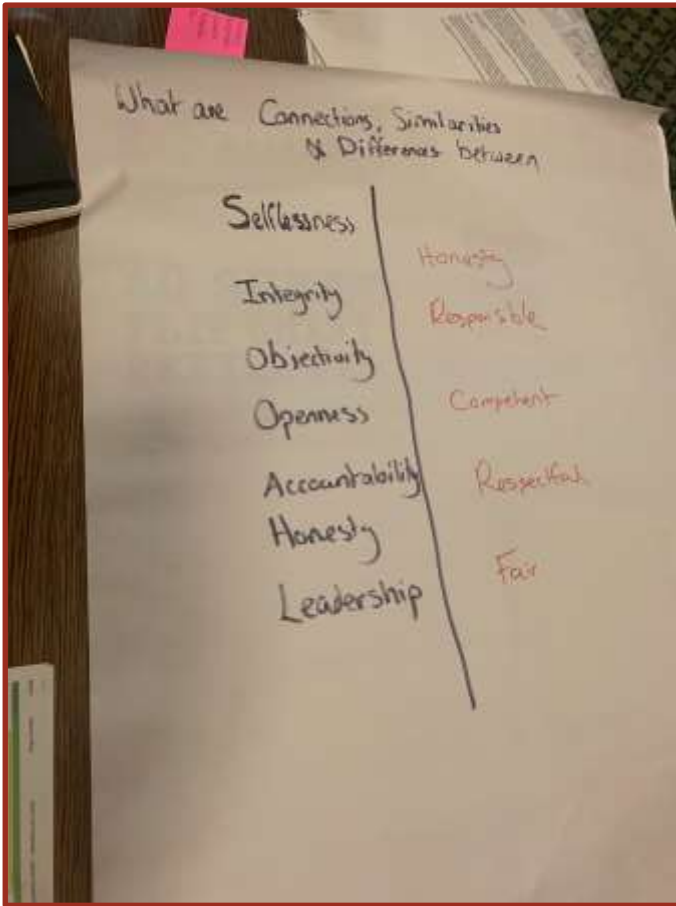 What are Connections, Similarities
& Differences between
Selflessness
Honesty
Integrity
Responsible
Objectivity
Openness
Competent
Accountability
Respectful
Honesty
Fair
Leadership